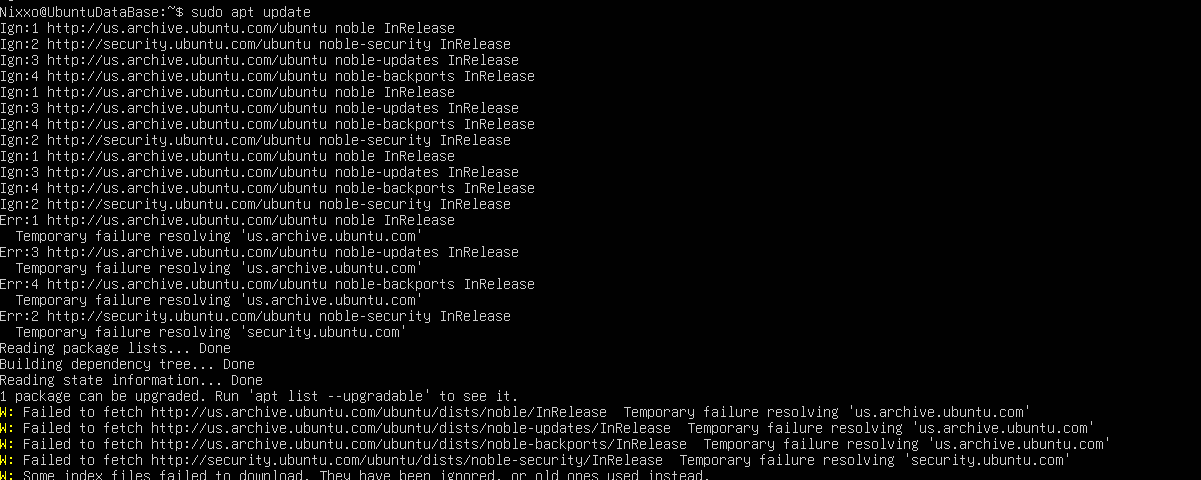 Nixxo@UbuntuDataBase:~$ sudo apt update
Ign:1 http://us.archive.ubuntu.com/ubuntu noble InRelease
Ign:2 http://security.ubuntu.com/ubuntu noble-security InRelease
Ign:3 http://us.archive.ubuntu.com/ubuntu noble-updates InRelease
Ign:4 http://us.archive.ubuntu.com/ubuntu noble-backports InRelease
Ign:1 http://us.archive.ubuntu.com/ubuntu noble InRelease
Ign:3 http://us.archive.ubuntu.com/ubuntu noble-updates InRelease
Ign:4 http://us.archive.ubuntu.com/ubuntu noble-backports InRelease
Ign:2 http://security.ubuntu.com/ubuntu noble-security InRelease
Ign:1 http://us.archive.ubuntu.com/ubuntu noble InRelease
Ign:3 http://us.archive.ubuntu.com/ubuntu noble-updates InRelease
Ign:4 http://us.archive.ubuntu.com/ubuntu noble-backports InRelease
Ign:2 http://security.ubuntu.com/ubuntu noble-security InRelease
Err:1 http://us.archive.ubuntu.com/ubuntu noble InRelease
  Temporary failure resolving 'us.archive.ubuntu.com'
Err:3 http://us.archive.ubuntu.com/ubuntu noble-updates InRelease
  Temporary failure resolving 'us.archive.ubuntu.com'
Err:4 http://us.archive.ubuntu.com/ubuntu noble-backports InRelease
  Temporary failure resolving 'us.archive.ubuntu.com'
Err:2 http://security.ubuntu.com/ubuntu noble-security InRelease
  Temporary failure resolving 'security.ubuntu.com'
Reading package lists... Done
Building dependency tree... Done
Reading state information... Done
1 package can be upgraded. Run 'apt list --upgradable' to see it.
W: Failed to fetch http://us.archive.ubuntu.com/ubuntu/dists/noble/InRelease  Temporary failure resolving 'us.archive.ubuntu.com'
W: Failed to fetch http://us.archive.ubuntu.com/ubuntu/dists/noble-updates/InRelease  Temporary failure resolving 'us.archive.ubuntu.com'
W: Failed to fetch http://us.archive.ubuntu.com/ubuntu/dists/noble-backports/InRelease  Temporary failure resolving 'us.archive.ubuntu.com'
W: Failed to fetch http://security.ubuntu.com/ubuntu/dists/noble-security/InRelease  Temporary failure resolving 'security.ubuntu.com'
W: Some index files failed to download. They have been ignored, or old ones used instead.